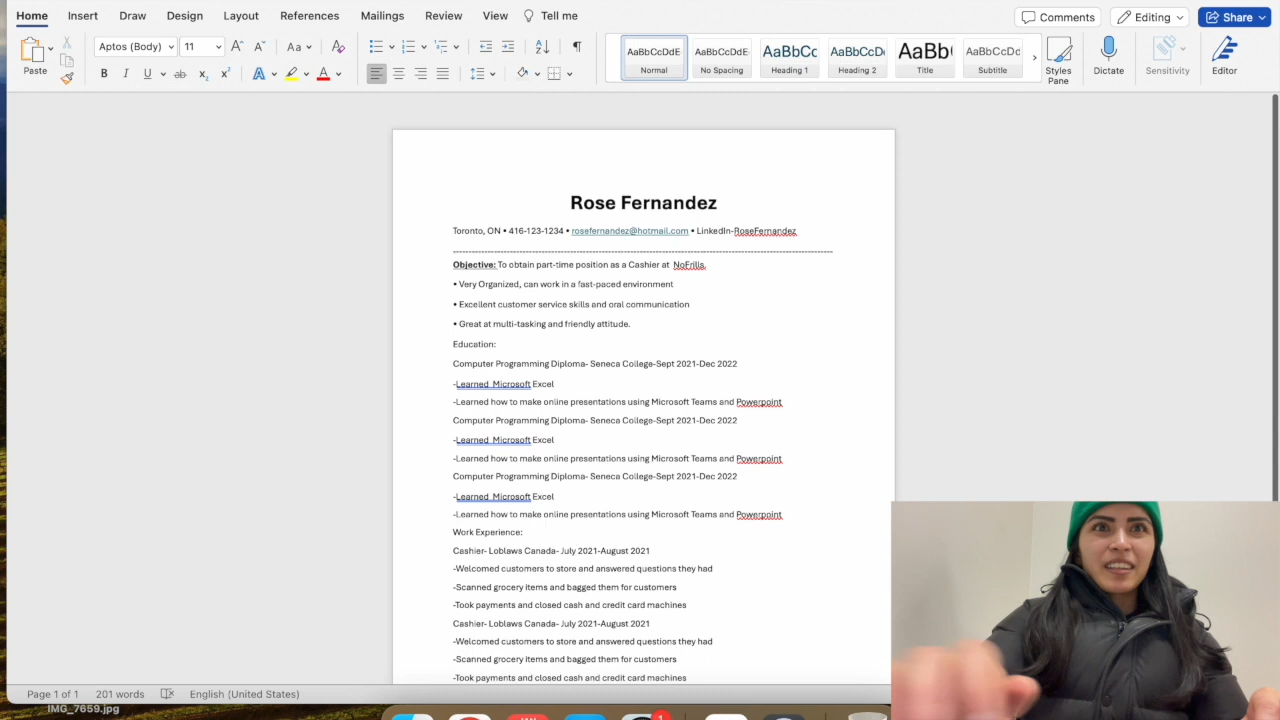 Home Insert Draw Design Layout References Mailings Review View Tell me Comments Editing Share
Aptos (Body) 11 Aa AaBbCcDdE AaBbCcDdE AaBbCc AaBbCcDd AaBb AaBbCcDd
Paste B I U ab x2 x2 A A Normal No Spacing Heading 1 Heading 2 Title Subtitle Styles Pane Dictate Sensitivity Editor
Rose Fernandez
Toronto, ON • 416-123-1234 • rosefernandez@hotmail.com • LinkedIn-RoseFernandez
Objective: To obtain part-time position as a Cashier at NoFrills.
• Very Organized, can work in a fast-paced environment
• Excellent customer service skills and oral communication
• Great at multi-tasking and friendly attitude.
Education:
Computer Programming Diploma- Seneca College-Sept 2021-Dec 2022
-Learned Microsoft Excel
-Learned how to make online presentations using Microsoft Teams and Powerpoint
Computer Programming Diploma- Seneca College-Sept 2021-Dec 2022
-Learned Microsoft Excel
-Learned how to make online presentations using Microsoft Teams and Powerpoint
Computer Programming Diploma- Seneca College-Sept 2021-Dec 2022
-Learned Microsoft Excel
-Learned how to make online presentations using Microsoft Teams and Powerpoint
Work Experience:
Cashier- Loblaws Canada- July 2021-August 2021
-Welcomed customers to store and answered questions they had
-Scanned grocery items and bagged them for customers
-Took payments and closed cash and credit card machines
Cashier- Loblaws Canada- July 2021-August 2021
-Welcomed customers to store and answered questions they had
-Scanned grocery items and bagged them for customers
-Took payments and closed cash and credit card machines
Page 1 of 1 201 words English (United States)
IMG_7659.jpg
1